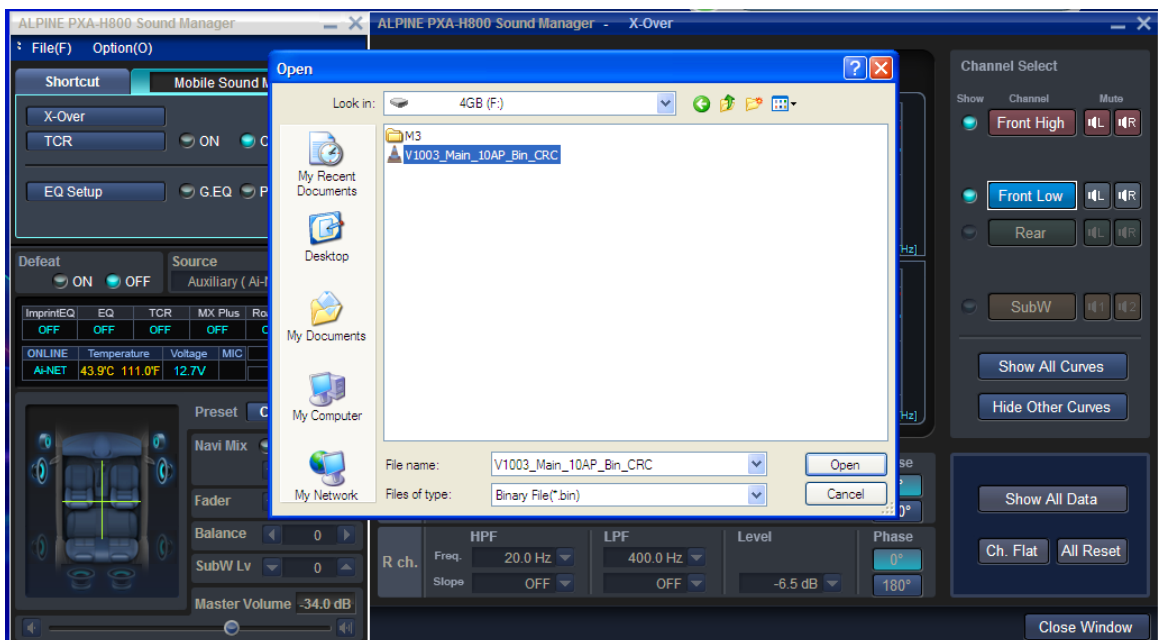 ALPINE PXA-H800 Sound Manager
File(F) Option(O)
Shortcut
Mobile Sound M
X-Over
TCR ON O
EQ Setup G.EQ P
Defeat
ON OFF
Source
Auxiliary ( Ai-N
ImprintEQ EQ TCR MX Plus Roa
OFF OFF OFF OFF O
ONLINE Temperature Voltage MIC
Ai-NET 43.9'C 111.0'F 12.7V
Preset C
Navi Mix
Fader
Balance 0
SubW Lv 0
Master Volume -34.0 dB
Open
Look in: 4GB (F:)
M3
V1003_Main_10AP_Bin_CRC
My Recent
Documents
Desktop
My Documents
My Computer
My Network
File name: V1003_Main_10AP_Bin_CRC Open
Files of type: Binary File(*.bin) Cancel
ALPINE PXA-H800 Sound Manager - X-Over
Hz]
Hz]
se
0°
HPF LPF Level Phase
R ch. Freq. 20.0 Hz 400.0 Hz 0°
Slope OFF OFF -6.5 dB 180°
Channel Select
Show Channel Mute
Front High L R
Front Low L R
Rear L R
SubW 1 2
Show All Curves
Hide Other Curves
Show All Data
Ch. Flat All Reset
Close Window